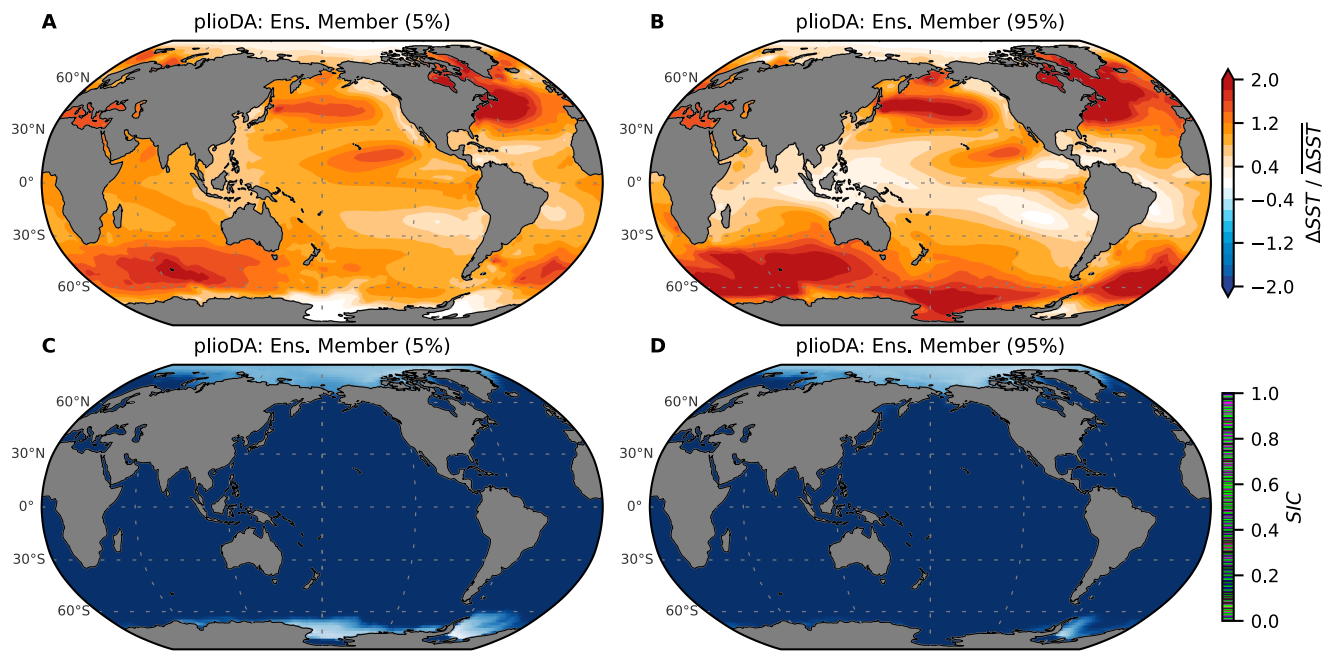 A plioDA: Ens. Member (5%)
B plioDA: Ens. Member (95%)
60°N
30°N
0°
30°S
60°S
60°N
30°N
0°
30°S
60°S
2.0
1.2
0.4
−0.4
−1.2
−2.0
ΔSST / ΔSST
C plioDA: Ens. Member (5%)
D plioDA: Ens. Member (95%)
60°N
30°N
0°
30°S
60°S
60°N
30°N
0°
30°S
60°S
1.0
0.8
0.6
0.4
0.2
0.0
SIC